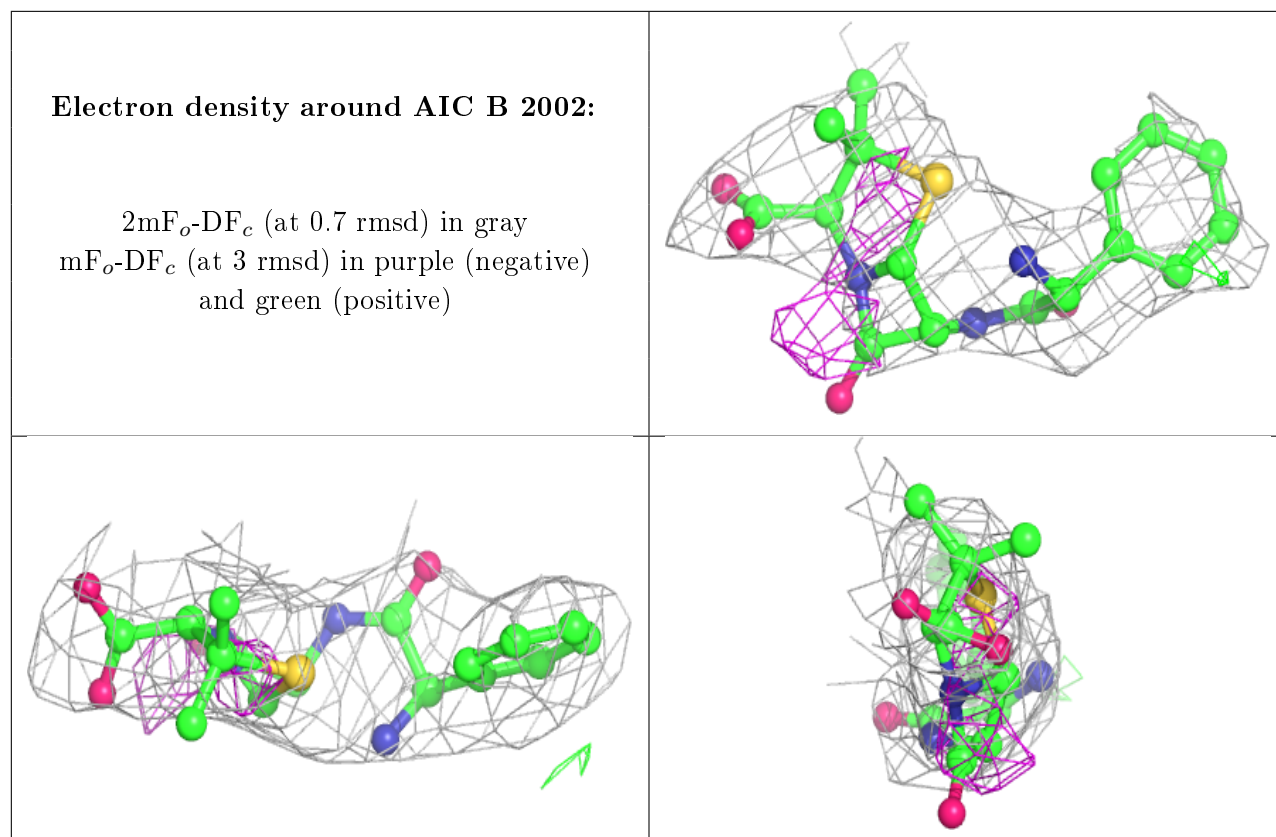 Electron density around AIC B 2002:
2mFo-DFc (at 0.7 rmsd) in gray
mFo-DFc (at 3 rmsd) in purple (negative)
and green (positive)